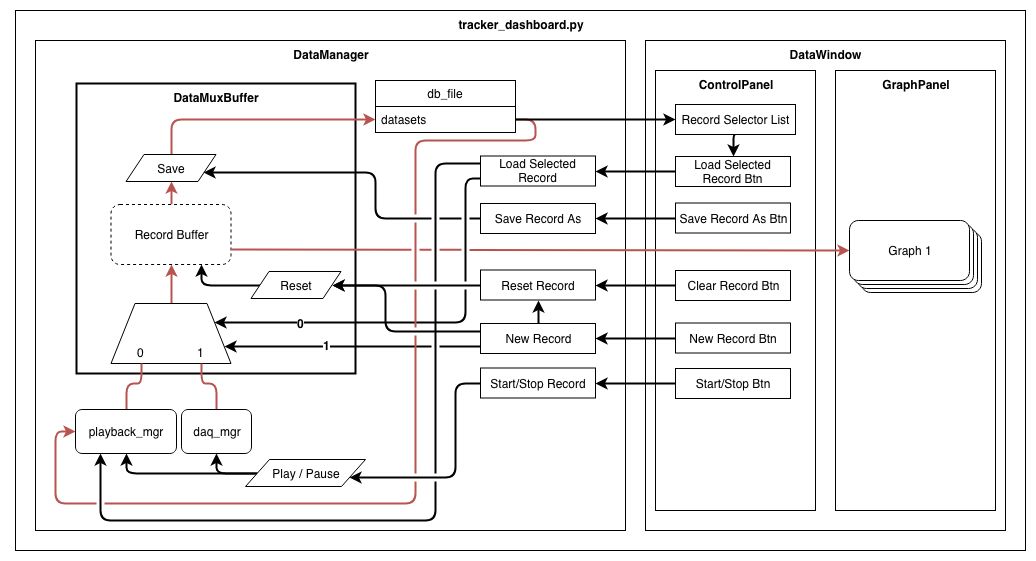 tracker_dashboard.py
DataManager
DataWindow
DataMuxBuffer
db_file
datasets
ControlPanel
GraphPanel
Record Selector List
Save
Load Selected
Record
Load Selected
Record Btn
Record Buffer
Save Record As
Save Record As Btn
Graph 1
Reset
Reset Record
Clear Record Btn
0
New Record
New Record Btn
1
0
1
Start/Stop Record
Start/Stop Btn
playback_mgr
daq_mgr
Play / Pause